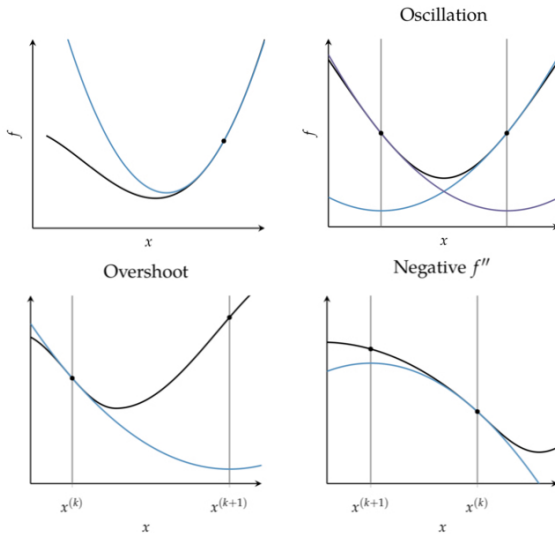 Oscillation
f
x
f
x
Overshoot
x^(k)
x^(k+1)
x
Negative f″
x^(k+1)
x^(k)
x